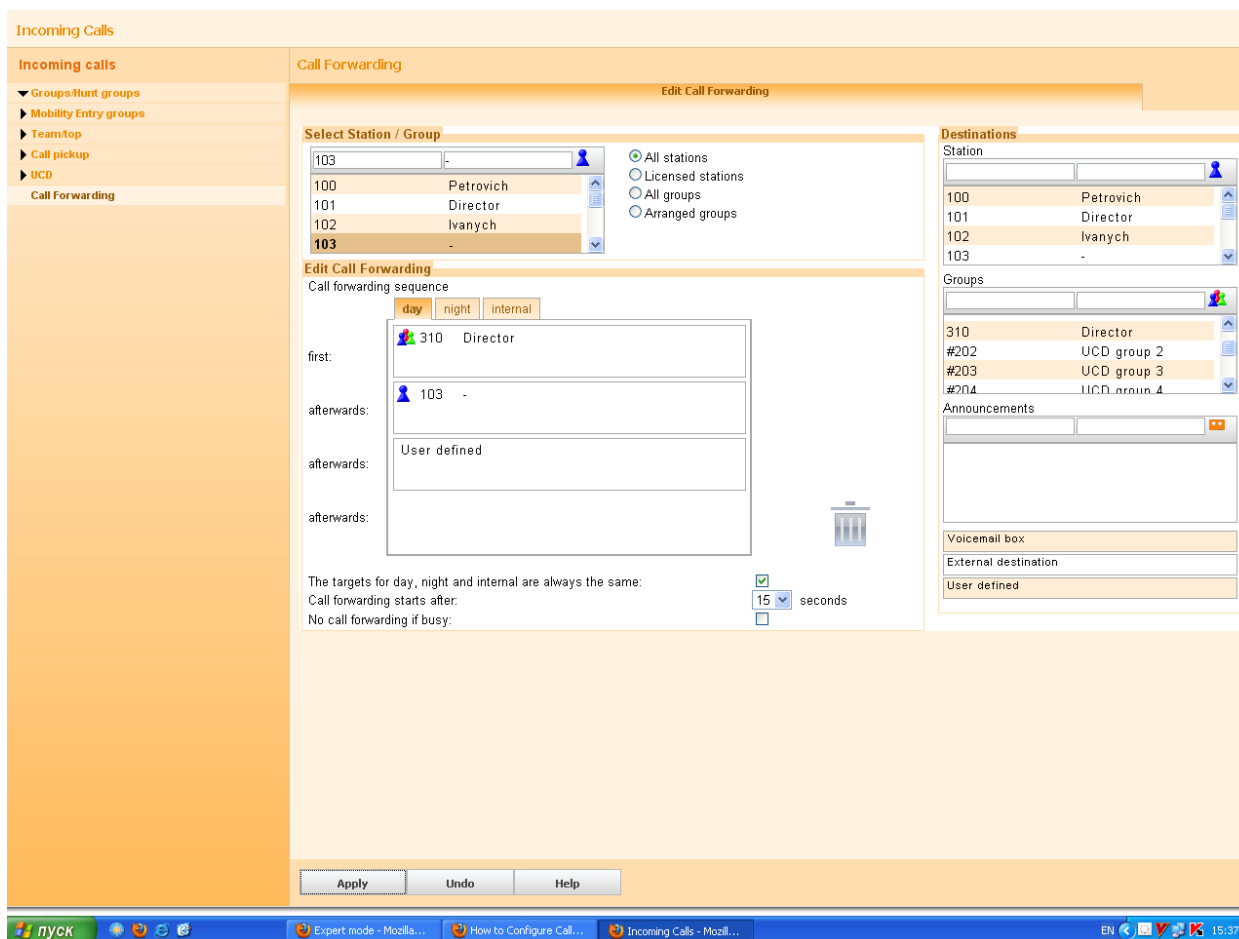 Incoming Calls
Incoming calls
Groups/Hunt groups
Mobility Entry groups
Team/top
Call pickup
UCD
Call Forwarding
Call Forwarding
Edit Call Forwarding
Select Station / Group
103 -
100 Petrovich
101 Director
102 Ivanych
103 -
All stations
Licensed stations
All groups
Arranged groups
Edit Call Forwarding
Call forwarding sequence
day night internal
first: 310 Director
afterwards: 103 -
afterwards: User defined
afterwards:
The targets for day, night and internal are always the same:
Call forwarding starts after: 15 seconds
No call forwarding if busy:
Destinations
Station
100 Petrovich
101 Director
102 Ivanych
103 -
Groups
310 Director
#202 UCD group 2
#203 UCD group 3
#204 UCD group 4
Announcements
Voicemail box
External destination
User defined
Apply Undo Help
пуск Expert mode - Mozilla... How to Configure Call... Incoming Calls - Mozill... EN 15:37